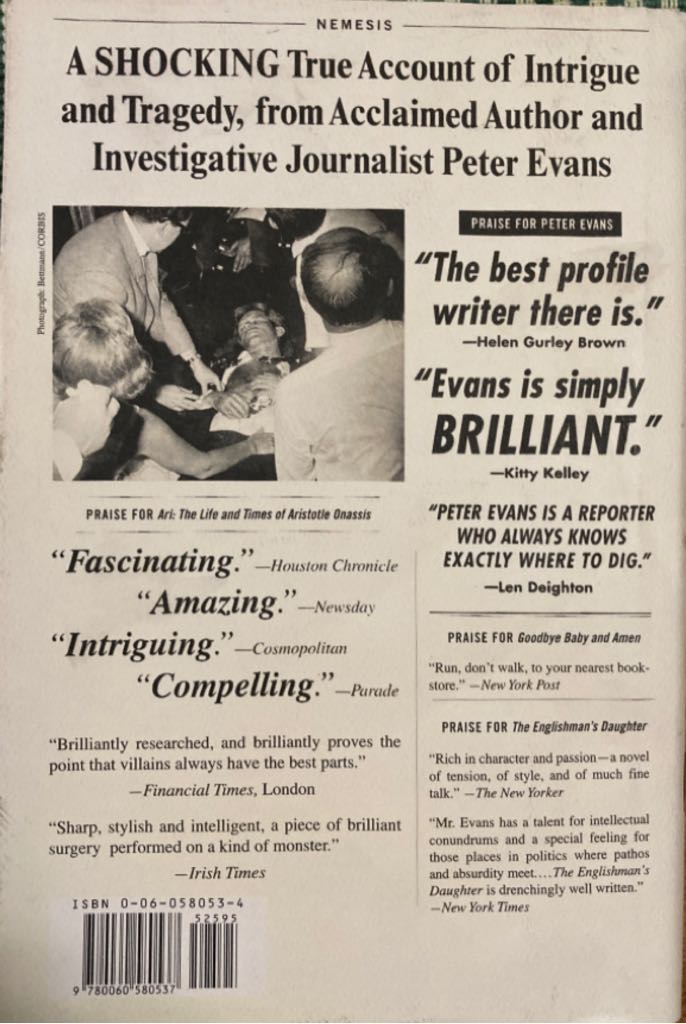 NEMESIS
A SHOCKING True Account of Intrigue
and Tragedy, from Acclaimed Author and
Investigative Journalist Peter Evans
Photograph: Bettmann/CORBIS
PRAISE FOR Ari: The Life and Times of Aristotle Onassis
“Fascinating.”—Houston Chronicle
“Amazing.”—Newsday
“Intriguing.”—Cosmopolitan
“Compelling.”—Parade
“Brilliantly researched, and brilliantly proves the
point that villains always have the best parts.”
—Financial Times, London
“Sharp, stylish and intelligent, a piece of brilliant
surgery performed on a kind of monster.”
—Irish Times
ISBN 0-06-058053-4
52595
9 780060 580537
PRAISE FOR PETER EVANS
“The best profile
writer there is.”
—Helen Gurley Brown
“Evans is simply
BRILLIANT.”
—Kitty Kelley
“PETER EVANS IS A REPORTER
WHO ALWAYS KNOWS
EXACTLY WHERE TO DIG.”
—Len Deighton
PRAISE FOR Goodbye Baby and Amen
“Run, don’t walk, to your nearest book-
store.” —New York Post
PRAISE FOR The Englishman’s Daughter
“Rich in character and passion—a novel
of tension, of style, and of much fine
talk.” —The New Yorker
“Mr. Evans has a talent for intellectual
conundrums and a special feeling for
those places in politics where pathos
and absurdity meet....The Englishman’s
Daughter is drenchingly well written.”
—New York Times